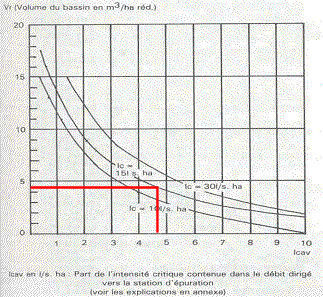 Vr (Volume du bassin en m³/ha réd.)
20
15
10
5
0
Ic =
15l/s. ha
Ic = 30l/s. ha
Ic = 10l/s. ha
1 2 3 4 5 6 7 8 9 10
Icav
Icav en l/s. ha : Part de l'intensité critique contenue dans le débit dirigé
vers la station d'épuration
(voir les explications en annexe)